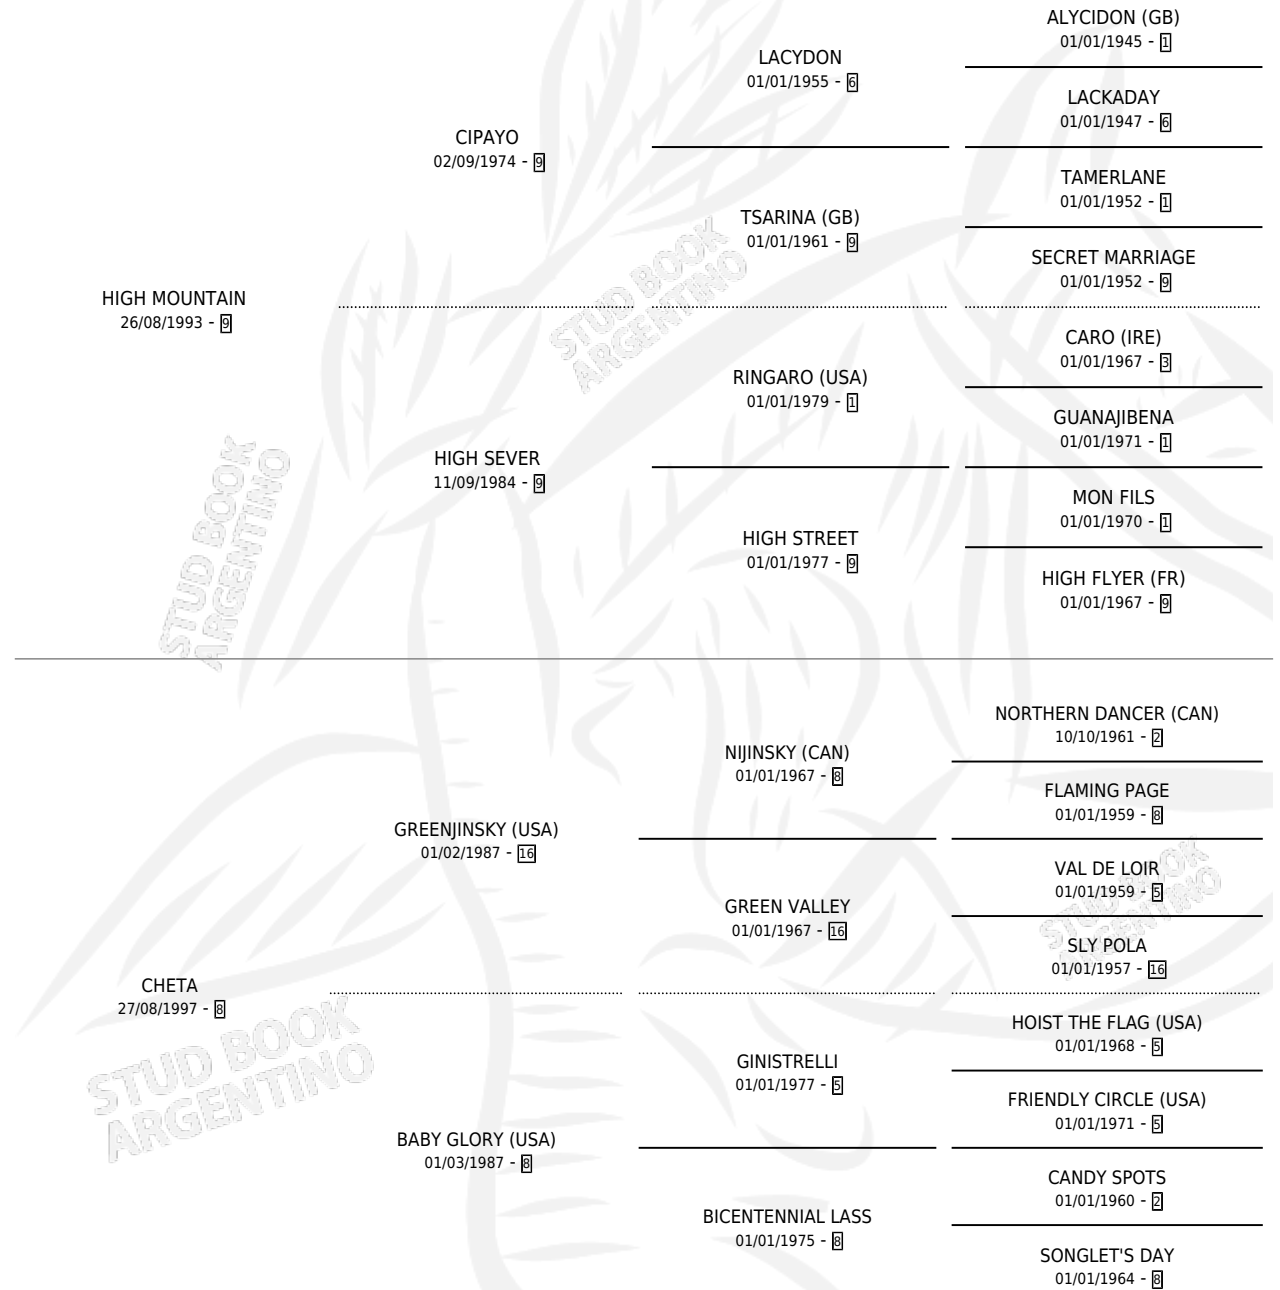 ALYCIDON (GB)
01/01/1945 - 1
LACYDON
01/01/1955 - 6
LACKADAY
01/01/1947 - 6
CIPAYO
02/09/1974 - 9
TAMERLANE
01/01/1952 - 1
TSARINA (GB)
01/01/1961 - 9
SECRET MARRIAGE
01/01/1952 - 9
HIGH MOUNTAIN
26/08/1993 - 9
CARO (IRE)
01/01/1967 - 3
RINGARO (USA)
01/01/1979 - 1
GUANAJIBENA
01/01/1971 - 1
HIGH SEVER
11/09/1984 - 9
MON FILS
01/01/1970 - 1
HIGH STREET
01/01/1977 - 9
HIGH FLYER (FR)
01/01/1967 - 9
NORTHERN DANCER (CAN)
10/10/1961 - 2
NIJINSKY (CAN)
01/01/1967 - 8
FLAMING PAGE
01/01/1959 - 8
GREENJINSKY (USA)
01/02/1987 - 16
VAL DE LOIR
01/01/1959 - 5
GREEN VALLEY
01/01/1967 - 16
SLY POLA
01/01/1957 - 16
CHETA
27/08/1997 - 8
HOIST THE FLAG (USA)
01/01/1968 - 5
GINISTRELLI
01/01/1977 - 5
FRIENDLY CIRCLE (USA)
01/01/1971 - 5
BABY GLORY (USA)
01/03/1987 - 8
CANDY SPOTS
01/01/1960 - 2
BICENTENNIAL LASS
01/01/1975 - 8
SONGLET'S DAY
01/01/1964 - 8
STUD BOOK
ARGENTINO
STUD BOOK
ARGENTINO
STUD BOOK
ARGENTINO
STUD BOOK
ARGENTINO